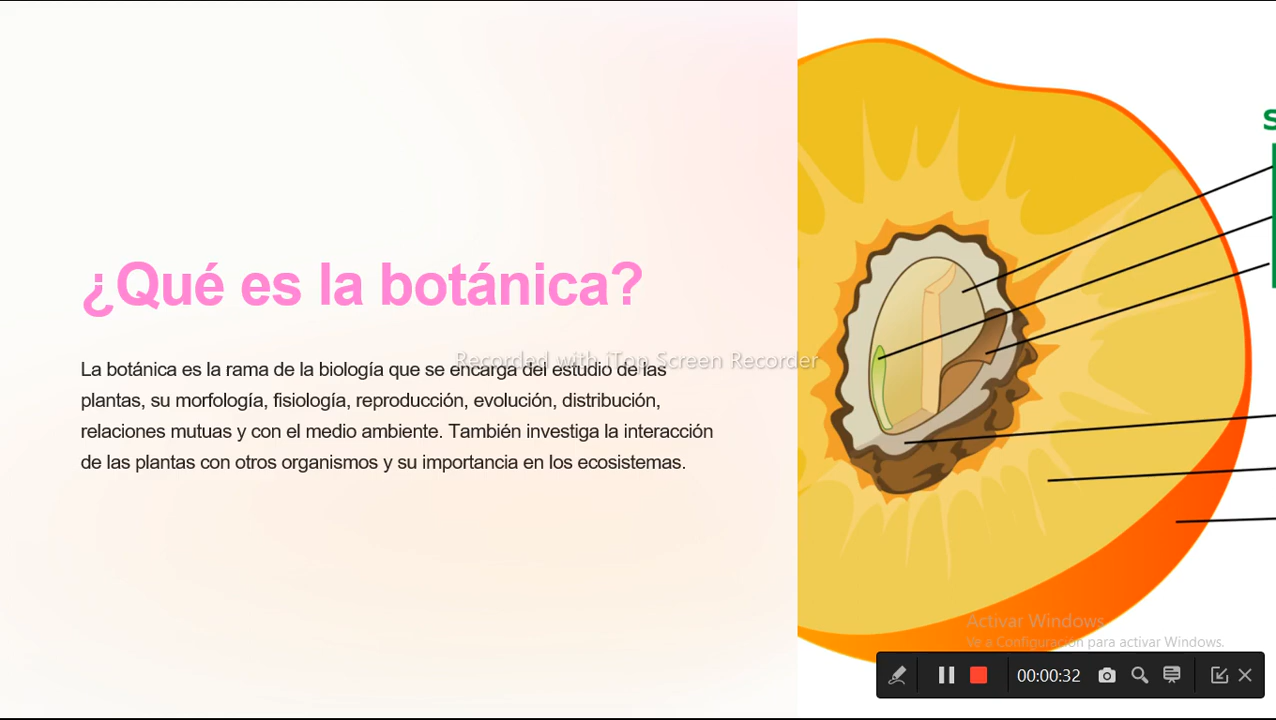 ¿Qué es la botánica?
La botánica es la rama de la biología que se encarga del estudio de las
plantas, su morfología, fisiología, reproducción, evolución, distribución,
relaciones mutuas y con el medio ambiente. También investiga la interacción
de las plantas con otros organismos y su importancia en los ecosistemas.
Recorded with iTop Screen Recorder
S
Activar Windows
Ve a Configuración para activar Windows.
00:00:32